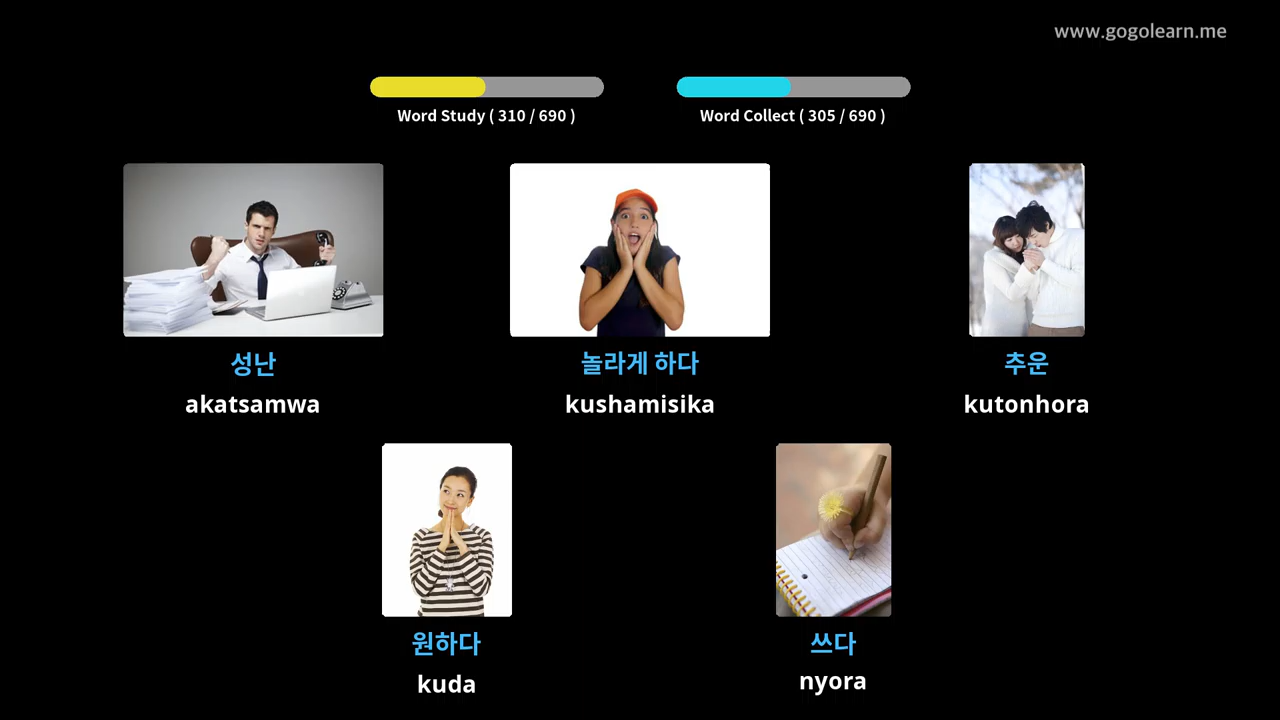 www.gogolearn.me
Word Study ( 310 / 690 )
Word Collect ( 305 / 690 )
성난
놀라게 하다
추운
akatsamwa
kushamisika
kutonhora
원하다
쓰다
kuda
nyora